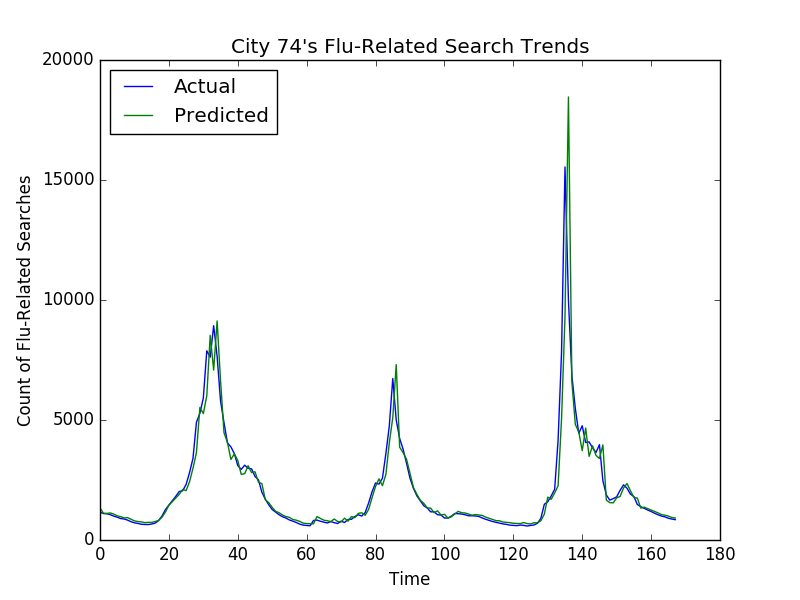 City 74's Flu-Related Search Trends
20000
15000
10000
5000
0
Count of Flu-Related Searches
Actual
Predicted
0 20 40 60 80 100 120 140 160 180
Time